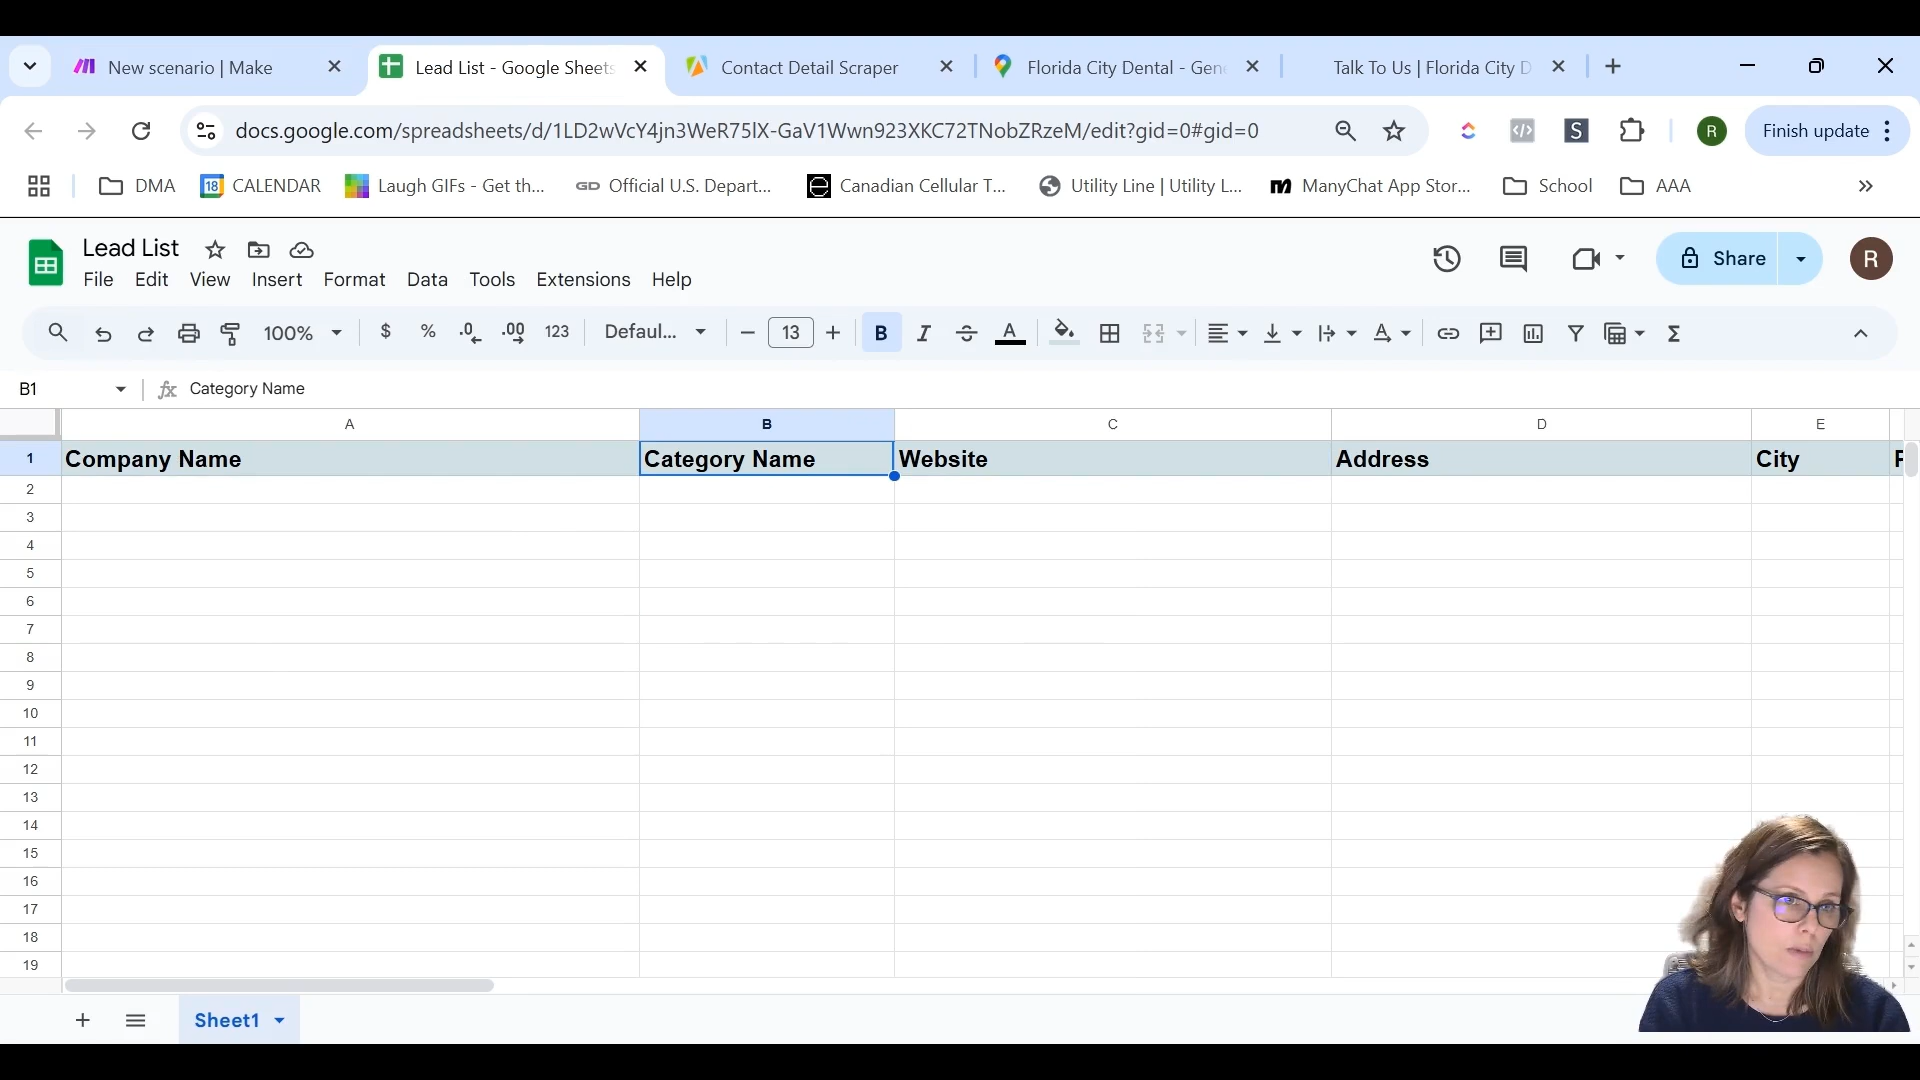 New scenario | Make
Lead List - Google Sheets
Contact Detail Scraper
Florida City Dental - Gen
Talk To Us | Florida City D
docs.google.com/spreadsheets/d/1LD2wVcY4jn3WeR75lX-GaV1Wwn923XKC72TNobZRzeM/edit?gid=0#gid=0
S
R
Finish update
DMA
18
CALENDAR
Laugh GIFs - Get th...
GD
Official U.S. Depart...
Canadian Cellular T...
Utility Line | Utility L...
ManyChat App Stor...
School
AAA
Lead List
File Edit View Insert Format Data Tools Extensions Help
Share
R
100%
$ % .0 .00 123
Defaul...
13
B I A
B1
fx Category Name
A B C D E
1 Company Name Category Name Website Address City
2
3
4
5
6
7
8
9
10
11
12
13
14
15
16
17
18
19
Sheet1